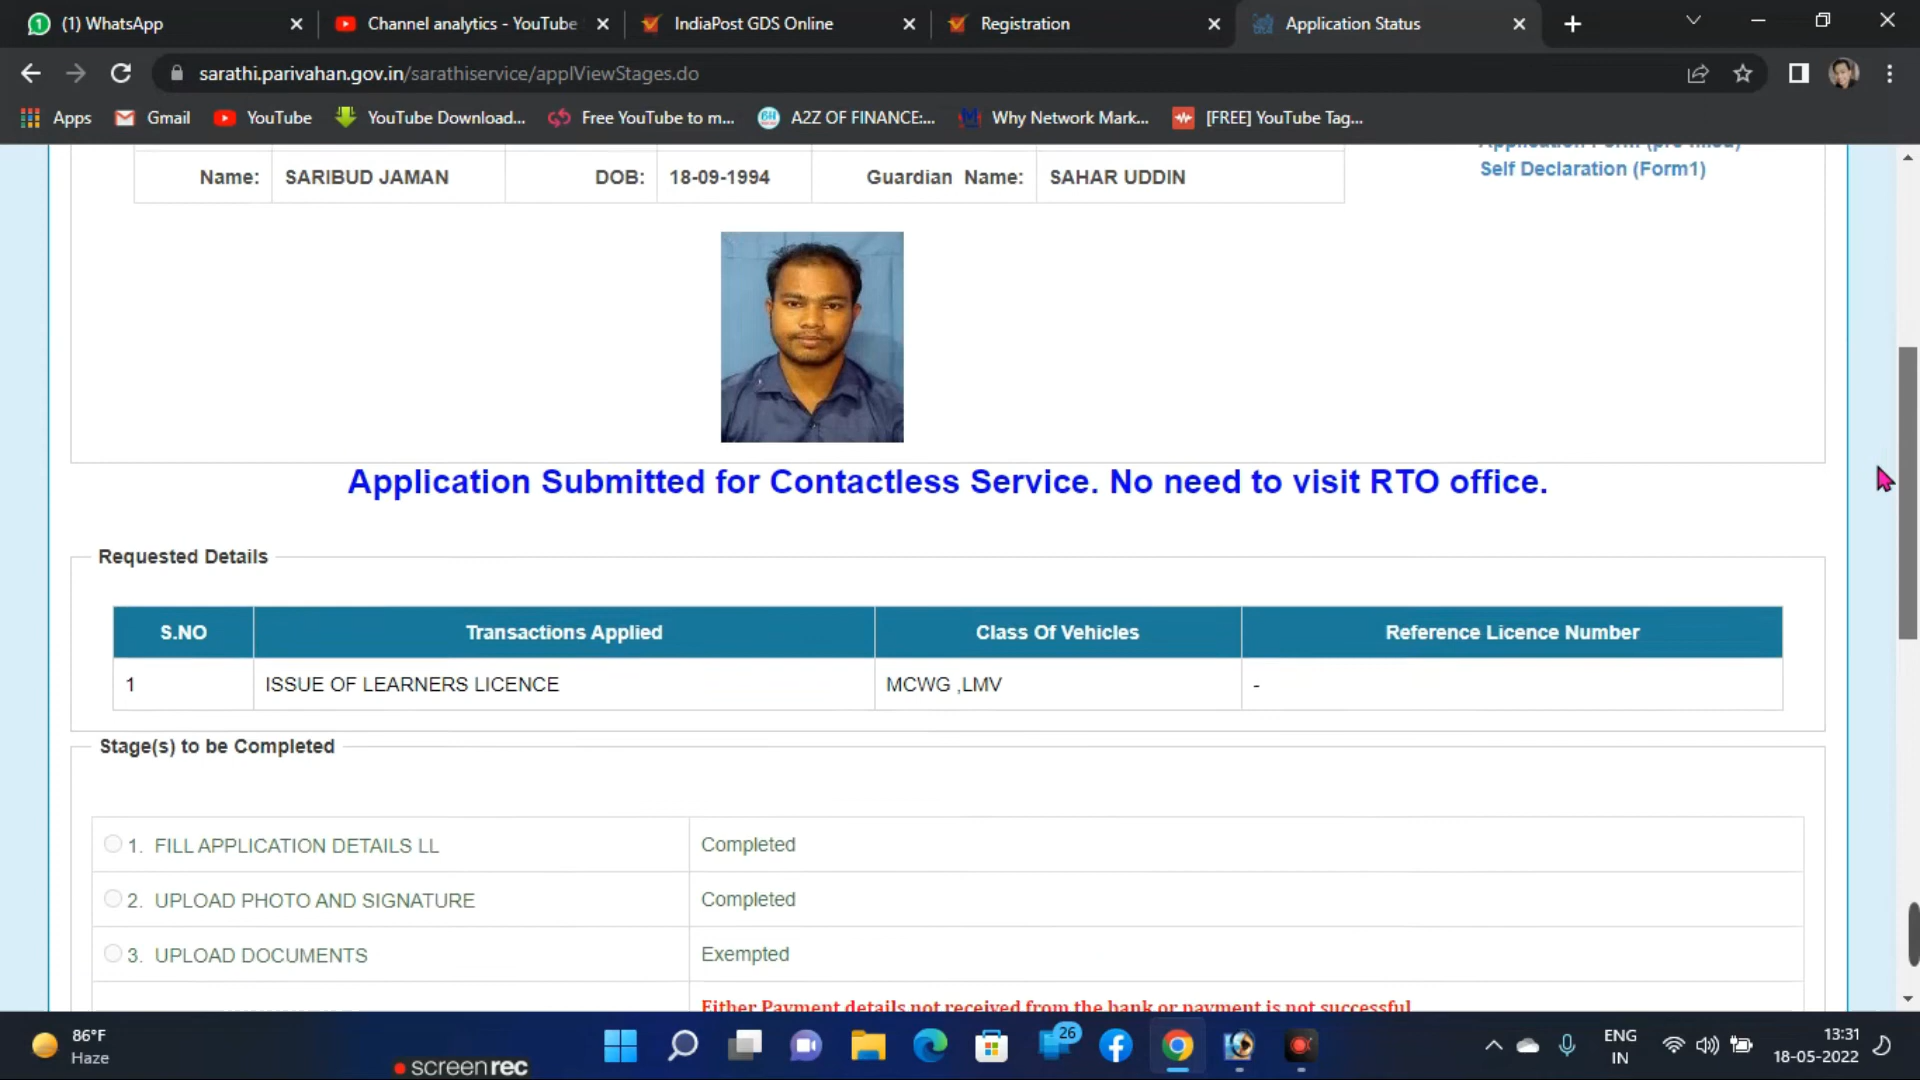 (1) WhatsApp
Channel analytics - YouTube
IndiaPost GDS Online
Registration
Application Status
sarathi.parivahan.gov.in/sarathiservice/applViewStages.do
Apps
Gmail
YouTube
YouTube Download...
Free YouTube to m...
A2Z OF FINANCE:...
Why Network Mark...
[FREE] YouTube Tag...
Self Declaration (Form1)
Name: SARIBUD JAMAN DOB: 18-09-1994 Guardian Name: SAHAR UDDIN
Application Submitted for Contactless Service. No need to visit RTO office.
Requested Details
S.NO Transactions Applied Class Of Vehicles Reference Licence Number
1 ISSUE OF LEARNERS LICENCE MCWG ,LMV -
Stage(s) to be Completed
1. FILL APPLICATION DETAILS LL Completed
2. UPLOAD PHOTO AND SIGNATURE Completed
3. UPLOAD DOCUMENTS Exempted
Either Payment details not received from the bank or payment is not successful
86°F
Haze
screenrec
26
ENG
IN
13:31
18-05-2022